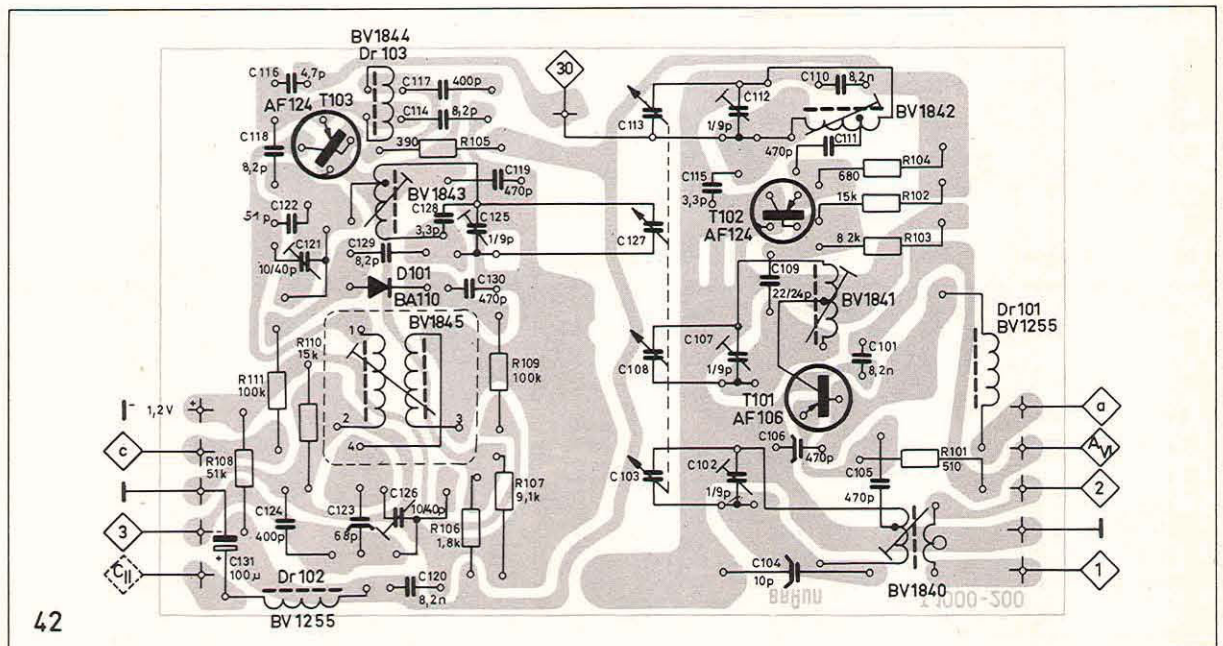 BV1844
Dr 103
C116 4,7p
C117 400p
30
C110 8,2n
AF124 T103
C114 8,2p
C113
C112
1/9p
BV1842
C118
8,2p
390 R105
470p C111
C119
470p
C115
3,3p
680 R104
15k R102
BV1843
C128
3,3p
C125
1/9p
C122
51p
C127
T102
AF124
8 2k R103
C121
10/40p
C129
8,2p
D101
BA110
C130
470p
C109
22/24p
BV1841
Dr 101
BV1255
BV1845
R110
15k
1
C107
1/9p
C108
C101
8,2n
R111
100k
R109
100k
T101
AF106
1,2V
2
3
4
a
c
C106
470p
AVI
R108
51k
R107
9,1k
C103
C102
1/9p
C105
470p
R101
510
2
C124
400p
C123
68p
C126
10/40p
R106
1,8k
3
C131
100µ
CII
Dr 102
BV1255
C120
8,2n
C104
10p
BV1840
1
BRAUN T1000-200
42